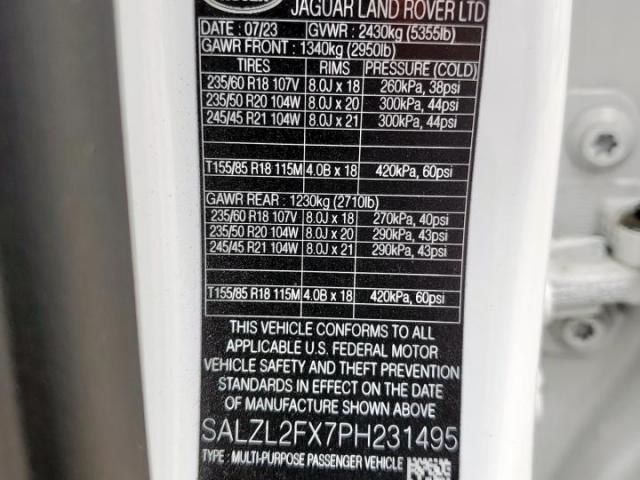 JAGUAR LAND ROVER LTD
DATE : 07/23 GVWR : 2430kg (5355lb)
GAWR FRONT : 1340kg (2950lb)
TIRES RIMS PRESSURE (COLD)
235/60 R18 107V 8.0J x 18 260kPa, 38psi
235/50 R20 104W 8.0J x 20 300kPa, 44psi
245/45 R21 104W 8.0J x 21 300kPa, 44psi
T155/85 R18 115M 4.0B x 18 420kPa, 60psi
GAWR REAR : 1230kg (2710lb)
235/60 R18 107V 8.0J x 18 270kPa, 40psi
235/50 R20 104W 8.0J x 20 290kPa, 43psi
245/45 R21 104W 8.0J x 21 290kPa, 43psi
T155/85 R18 115M 4.0B x 18 420kPa, 60psi
THIS VEHICLE CONFORMS TO ALL
APPLICABLE U.S. FEDERAL MOTOR
VEHICLE SAFETY AND THEFT PREVENTION
STANDARDS IN EFFECT ON THE DATE
OF MANUFACTURE SHOWN ABOVE
SALZL2FX7PH231495
TYPE : MULTI-PURPOSE PASSENGER VEHICLE